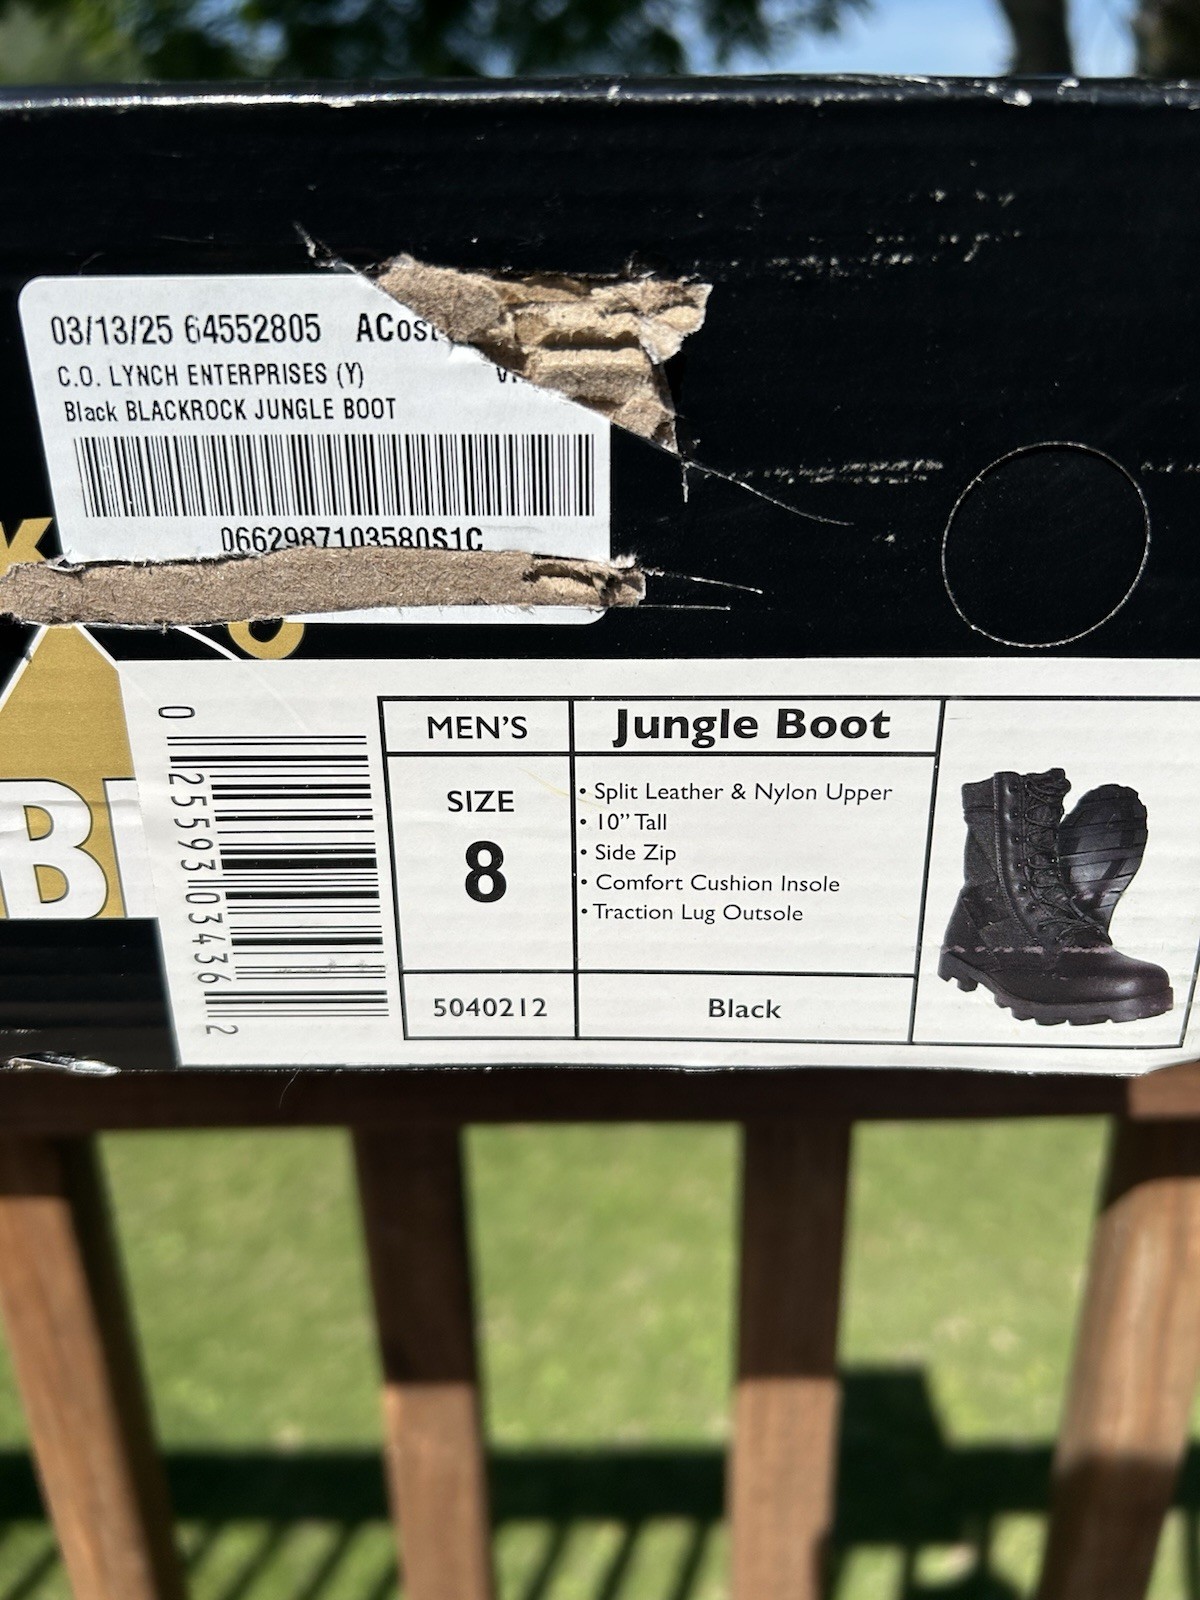 03/13/25 64552805 ACost
C.O. LYNCH ENTERPRISES (Y)
Black BLACKROCK JUNGLE BOOT
0662987103580S1C
K
B
0 25593 03436 2
MEN'S
Jungle Boot
SIZE
8
• Split Leather & Nylon Upper
• 10” Tall
• Side Zip
• Comfort Cushion Insole
• Traction Lug Outsole
5040212
Black